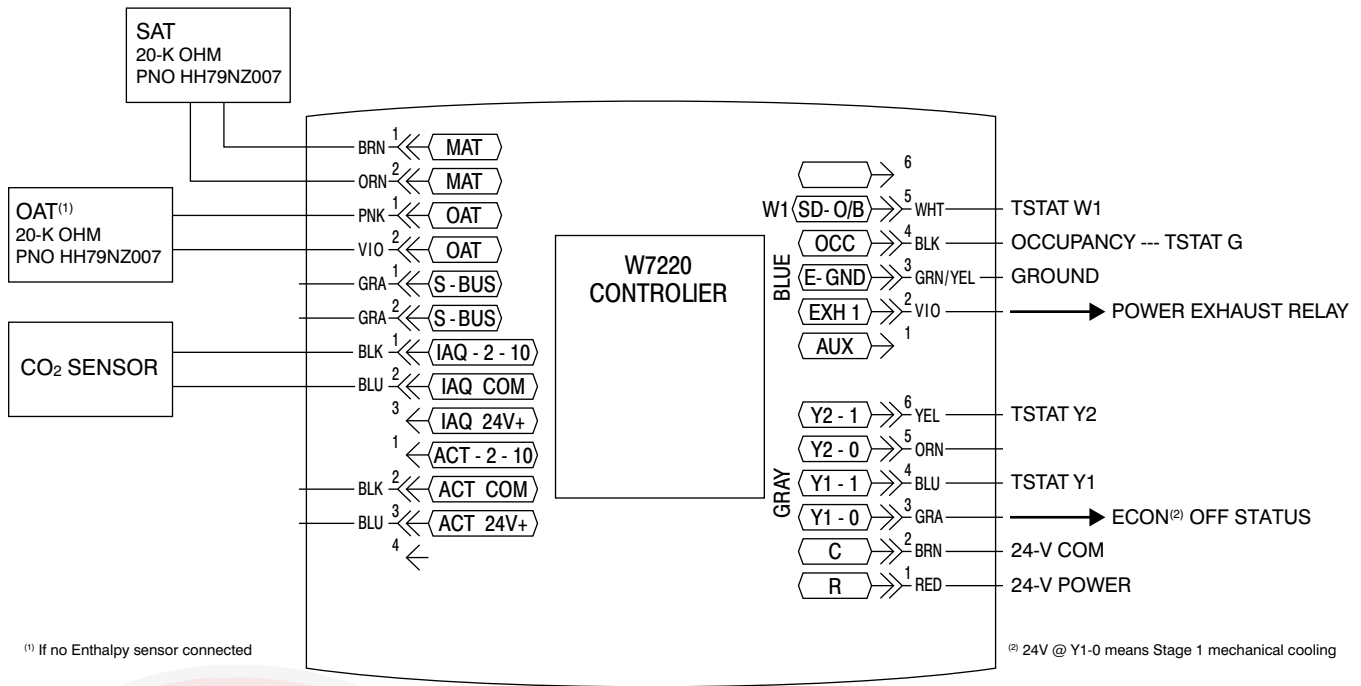 SAT
20-K OHM
PNO HH79NZ007
OAT(1)
20-K OHM
PNO HH79NZ007
CO2 SENSOR
BRN 1 MAT
ORN 2 MAT
PNK 1 OAT
VIO 2 OAT
GRA 1 S-BUS
GRA 2 S-BUS
BLK 1 IAQ - 2 - 10
BLU 2 IAQ COM
3 IAQ 24V+
1 ACT - 2 - 10
BLK 2 ACT COM
BLU 3 ACT 24V+
4
W7220
CONTROLIER
BLUE
6
W1 SD- O/B 5 WHT TSTAT W1
OCC 4 BLK OCCUPANCY --- TSTAT G
E- GND 3 GRN/YEL GROUND
EXH 1 2 VIO POWER EXHAUST RELAY
AUX 1
GRAY
Y2 - 1 6 YEL TSTAT Y2
Y2 - 0 5 ORN
Y1 - 1 4 BLU TSTAT Y1
Y1 - 0 3 GRA ECON(2) OFF STATUS
C 2 BRN 24-V COM
R 1 RED 24-V POWER
(1) If no Enthalpy sensor connected
(2) 24V @ Y1-0 means Stage 1 mechanical cooling